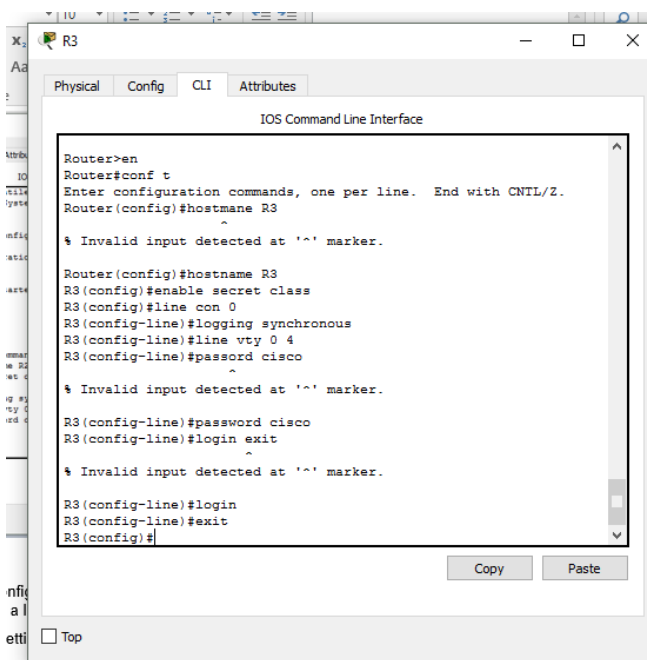 10
X₂
Aa
R3
Physical Config CLI Attributes
IOS Command Line Interface
Router>en
Router#conf t
Enter configuration commands, one per line. End with CNTL/Z.
Router(config)#hostmane R3
^
% Invalid input detected at '^' marker.
Router(config)#hostname R3
R3(config)#enable secret class
R3(config)#line con 0
R3(config-line)#logging synchronous
R3(config-line)#line vty 0 4
R3(config-line)#passord cisco
^
% Invalid input detected at '^' marker.
R3(config-line)#password cisco
R3(config-line)#login exit
^
% Invalid input detected at '^' marker.
R3(config-line)#login
R3(config-line)#exit
R3(config)#
Copy Paste
Top